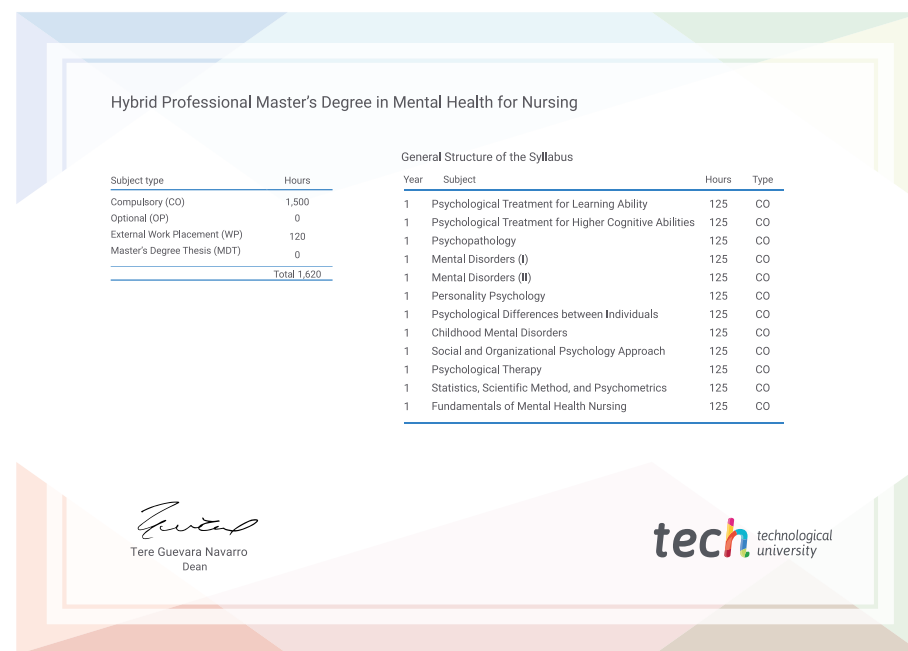 Hybrid Professional Master's Degree in Mental Health for Nursing
Subject type Hours
Compulsory (CO) 1,500
Optional (OP) 0
External Work Placement (WP) 120
Master's Degree Thesis (MDT) 0
Total 1,620
General Structure of the Syllabus
Year Subject Hours Type
1 Psychological Treatment for Learning Ability 125 CO
1 Psychological Treatment for Higher Cognitive Abilities 125 CO
1 Psychopathology 125 CO
1 Mental Disorders (I) 125 CO
1 Mental Disorders (II) 125 CO
1 Personality Psychology 125 CO
1 Psychological Differences between Individuals 125 CO
1 Childhood Mental Disorders 125 CO
1 Social and Organizational Psychology Approach 125 CO
1 Psychological Therapy 125 CO
1 Statistics, Scientific Method, and Psychometrics 125 CO
1 Fundamentals of Mental Health Nursing 125 CO
Tere Guevara Navarro
Dean
tech technological
university